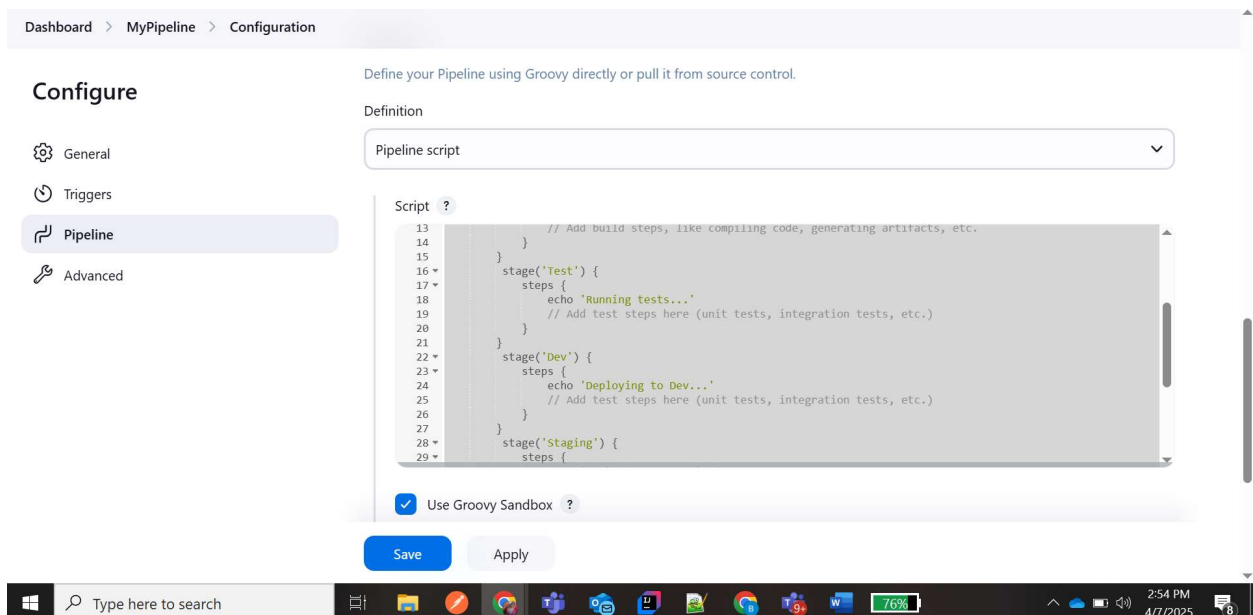 Dashboard > MyPipeline > Configuration
Configure
General
Triggers
Pipeline
Advanced
Define your Pipeline using Groovy directly or pull it from source control.
Definition
Pipeline script
Script ?
13 // Add build steps, like compiling code, generating artifacts, etc.
14 }
15 }
16 stage('Test') {
17 steps {
18 echo 'Running tests...'
19 // Add test steps here (unit tests, integration tests, etc.)
20 }
21 }
22 stage('Dev') {
23 steps {
24 echo 'Deploying to Dev...'
25 // Add test steps here (unit tests, integration tests, etc.)
26 }
27 }
28 stage('Staging') {
29 steps {
Use Groovy Sandbox ?
Save Apply
Type here to search
76%
2:54 PM
4/7/2025
8